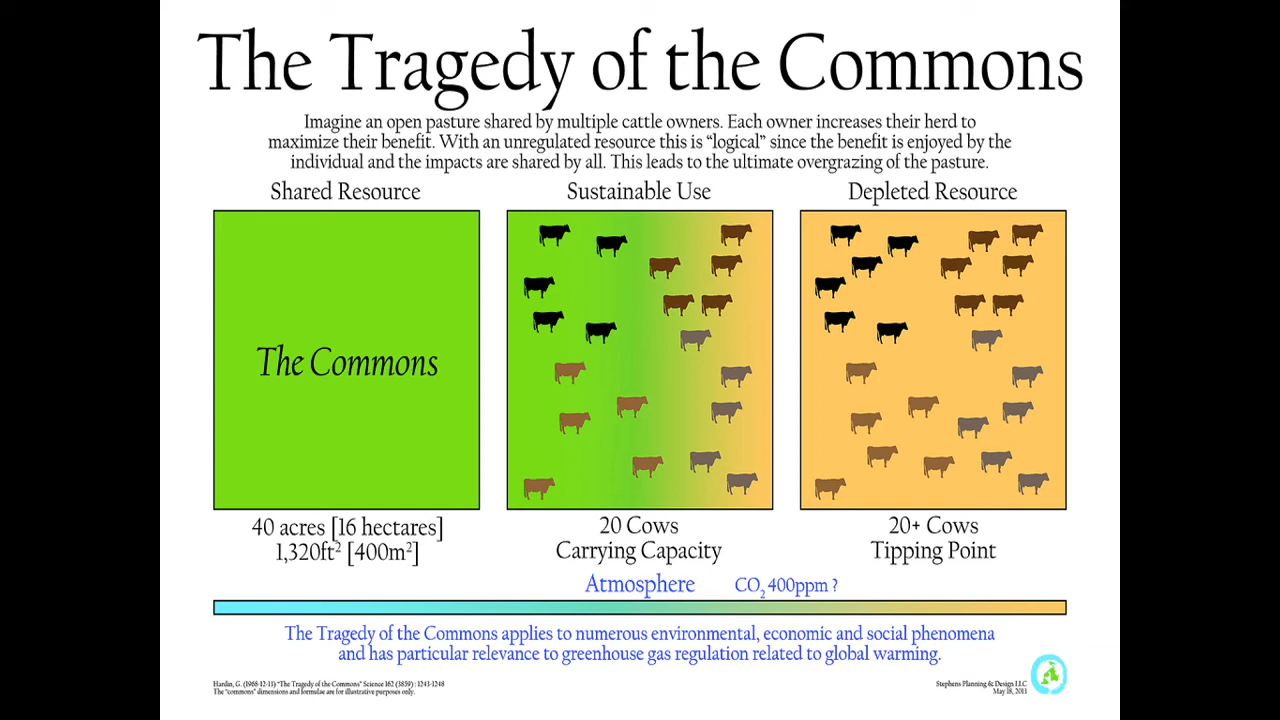 The Tragedy of the Commons
Imagine an open pasture shared by multiple cattle owners. Each owner increases their herd to
maximize their benefit. With an unregulated resource this is “logical” since the benefit is enjoyed by the
individual and the impacts are shared by all. This leads to the ultimate overgrazing of the pasture.
Shared Resource
Sustainable Use
Depleted Resource
The Commons
40 acres [16 hectares]
1,320ft² [400m²]
20 Cows
Carrying Capacity
20+ Cows
Tipping Point
Atmosphere
CO₂ 400ppm ?
The Tragedy of the Commons applies to numerous environmental, economic and social phenomena
and has particular relevance to greenhouse gas regulation related to global warming.
Hardin, G. (1968-12-11) "The Tragedy of the Commons" Science 162 (3859) : 1243-1248
The "commons" dimensions and formulae are for illustrative purposes only.
Stephens Planning & Design LLC
May 18, 2013